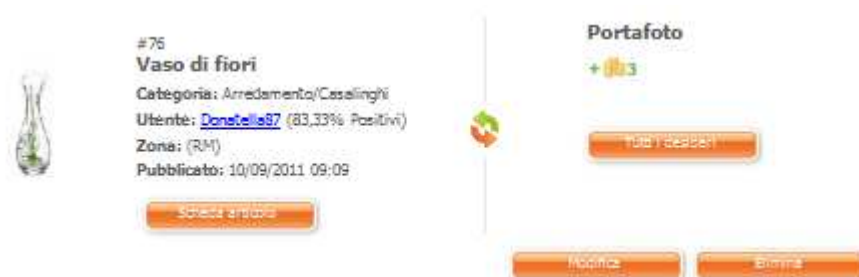 #76
Vaso di fiori
Categoria: Arredamento/Casalinghi
Utente: Donatella87 (83,33% Positivi)
Zona: (RM)
Pubblicato: 10/09/2011 09:09
Scheda articolo
Portafoto
+ 3
Tutti i desideri
Modifica
Elimina